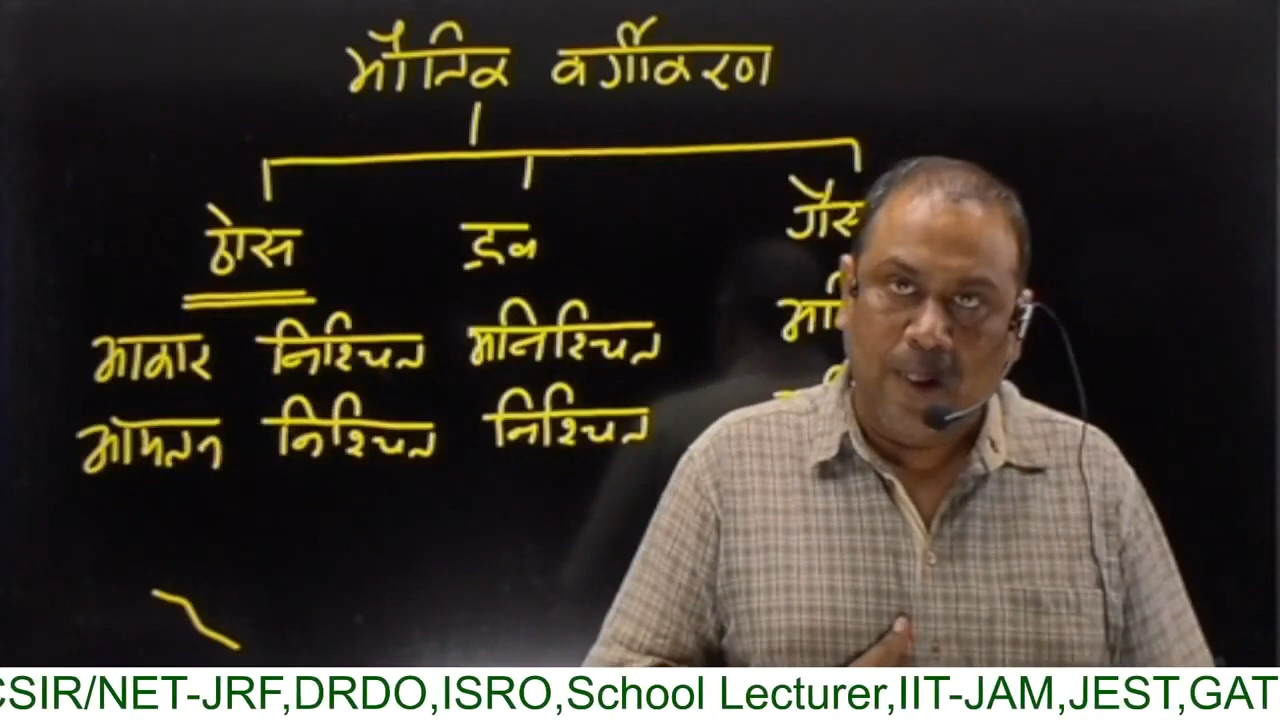 भौतिक वर्गीकरण
ठोस द्रव गैस
आकार निश्चित अनिश्चित
आयतन निश्चित निश्चित
CSIR/NET-JRF,DRDO,ISRO,School Lecturer,IIT-JAM,JEST,GAT